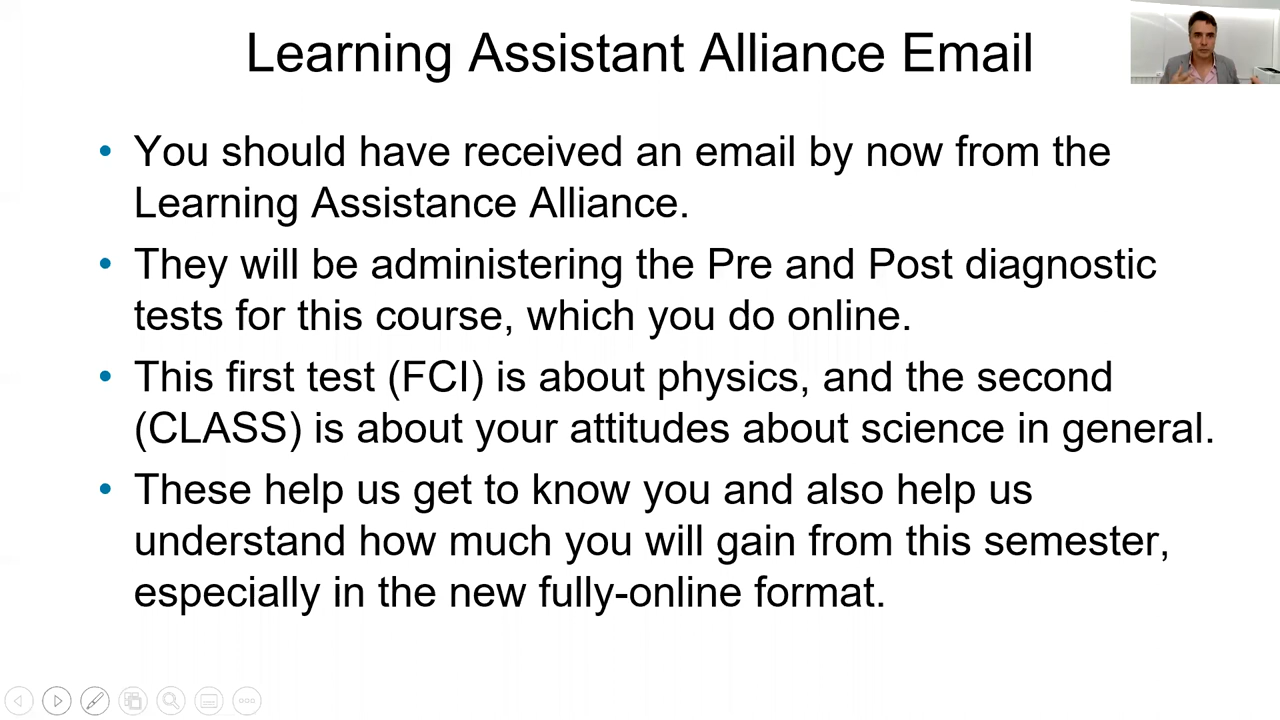 Learning Assistant Alliance Email
• You should have received an email by now from the
Learning Assistance Alliance.
• They will be administering the Pre and Post diagnostic
tests for this course, which you do online.
• This first test (FCI) is about physics, and the second
(CLASS) is about your attitudes about science in general.
• These help us get to know you and also help us
understand how much you will gain from this semester,
especially in the new fully-online format.